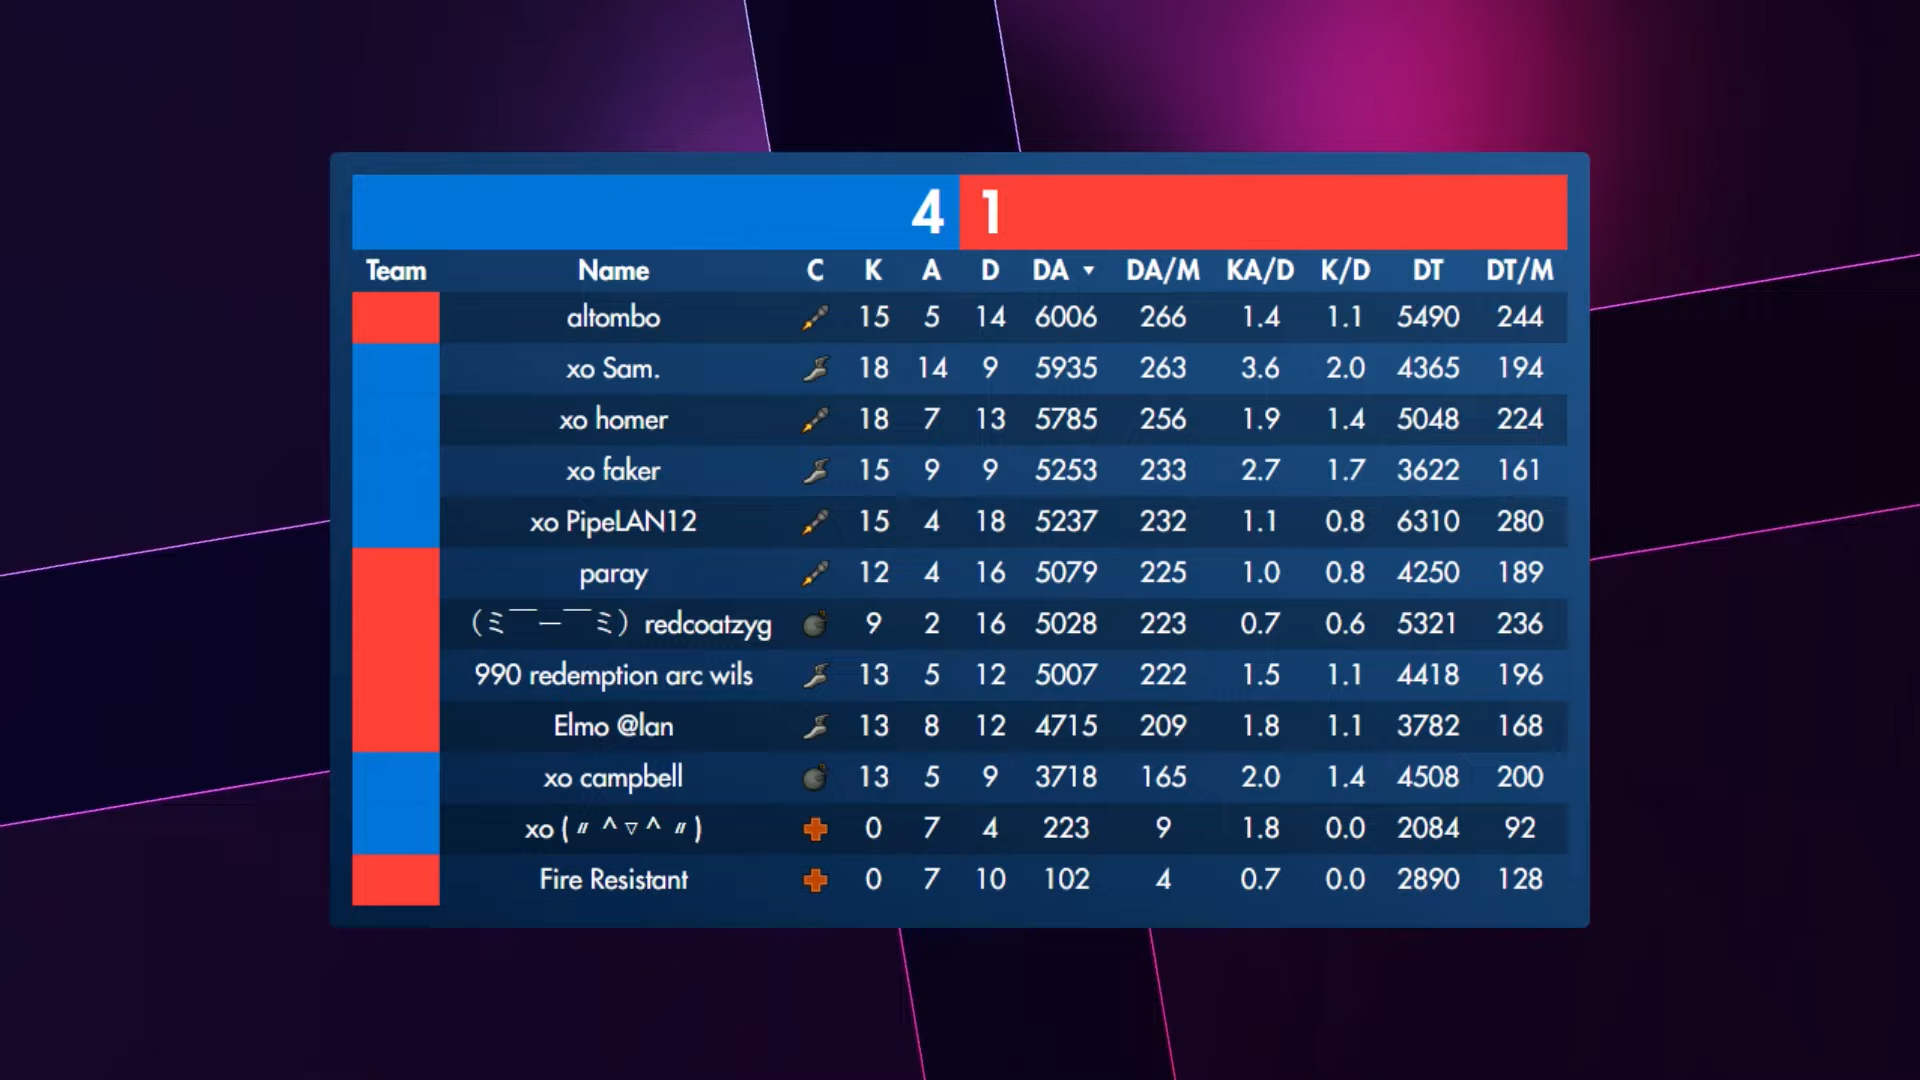 4 1
Team Name C K A D DA ▼ DA/M KA/D K/D DT DT/M
altombo 15 5 14 6006 266 1.4 1.1 5490 244
xo Sam. 18 14 9 5935 263 3.6 2.0 4365 194
xo homer 18 7 13 5785 256 1.9 1.4 5048 224
xo faker 15 9 9 5253 233 2.7 1.7 3622 161
xo PipeLAN12 15 4 18 5237 232 1.1 0.8 6310 280
paray 12 4 16 5079 225 1.0 0.8 4250 189
(ミ￣—￣ミ) redcoatzyg 9 2 16 5028 223 0.7 0.6 5321 236
990 redemption arc wils 13 5 12 5007 222 1.5 1.1 4418 196
Elmo @lan 13 8 12 4715 209 1.8 1.1 3782 168
xo campbell 13 5 9 3718 165 2.0 1.4 4508 200
xo (〃＾▽＾〃) 0 7 4 223 9 1.8 0.0 2084 92
Fire Resistant 0 7 10 102 4 0.7 0.0 2890 128